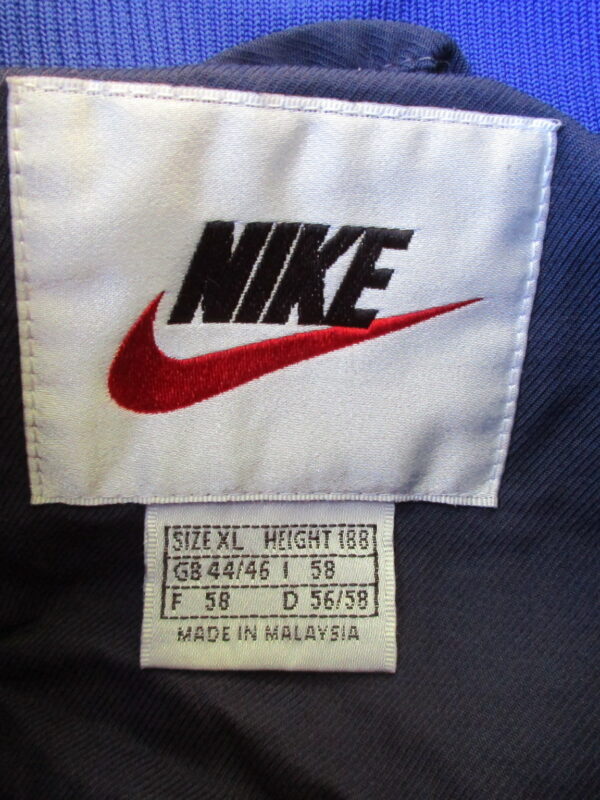 NIKE
SIZE XL HEIGHT 188
GB 44/46 I 58
F 58 D 56/58
MADE IN MALAYSIA